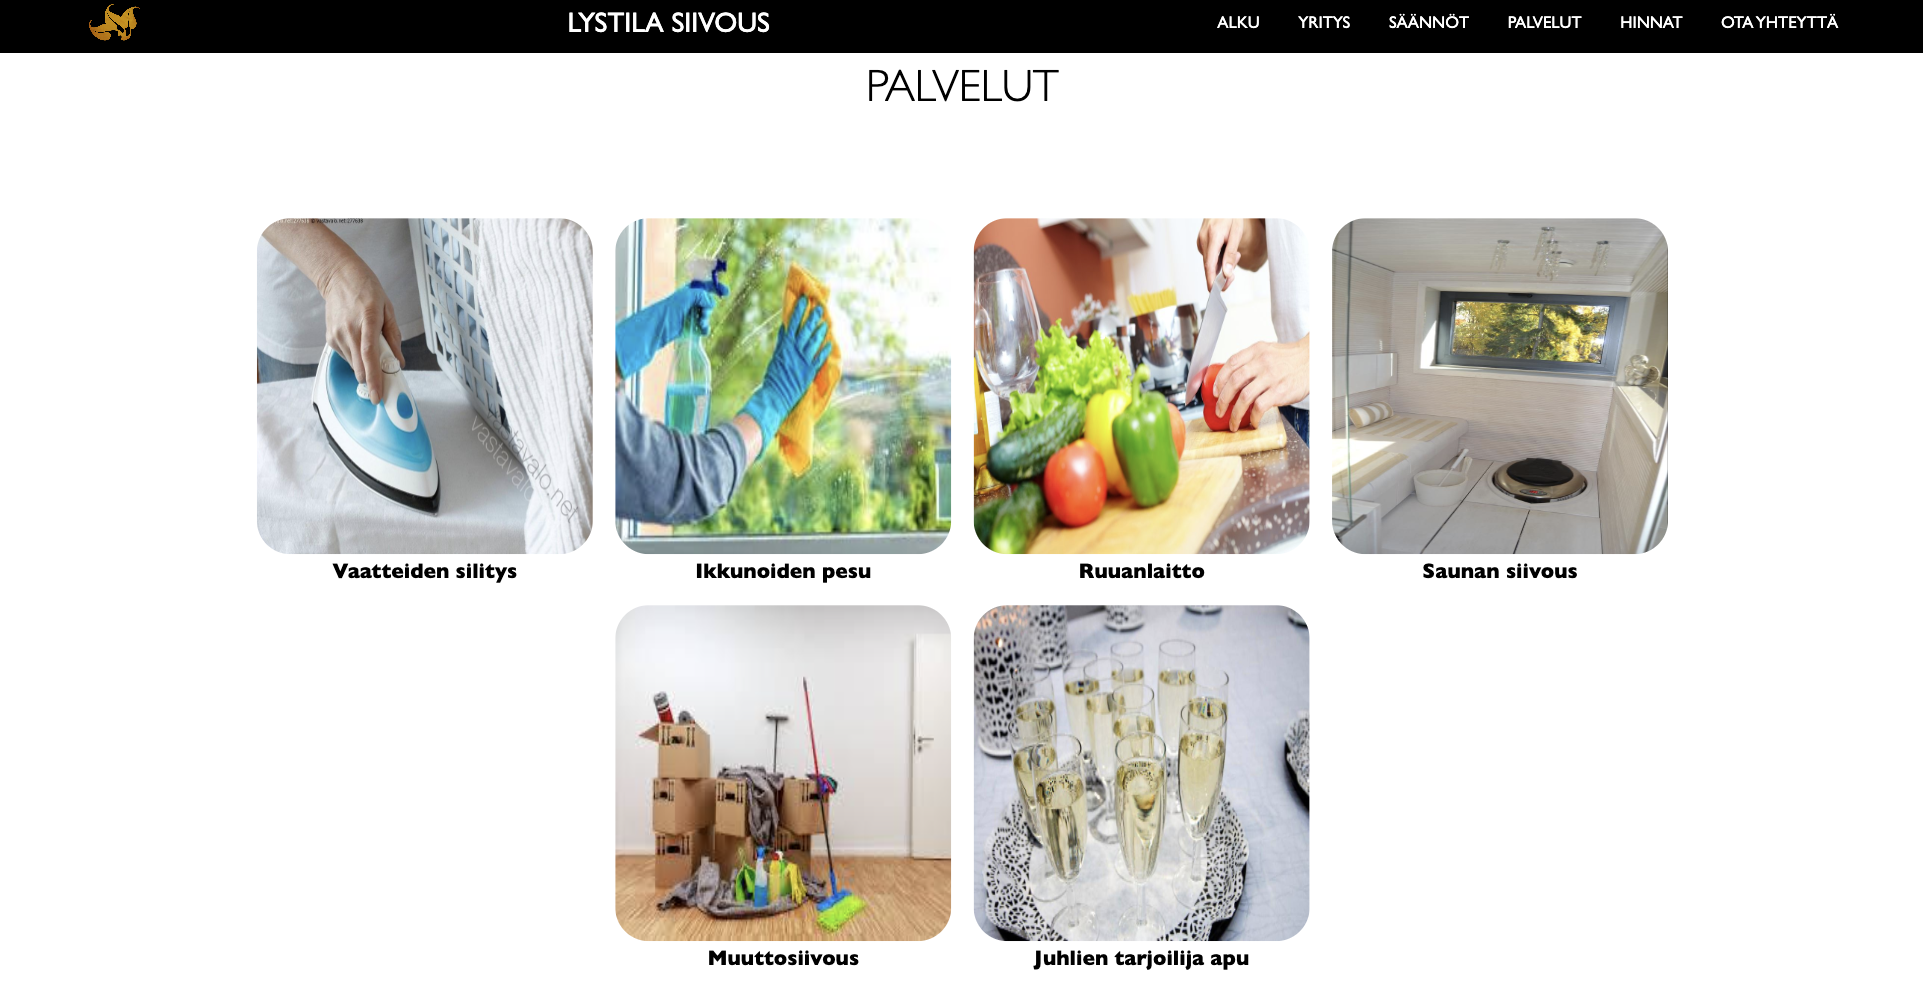 LYSTILA SIIVOUS
ALKU YRITYS SÄÄNNÖT PALVELUT HINNAT OTA YHTEYTTÄ
PALVELUT
vastavalo.net
Vaatteiden silitys
Ikkunoiden pesu
Ruuanlaitto
Saunan siivous
Muuttosiivous
Juhlien tarjoilija apu